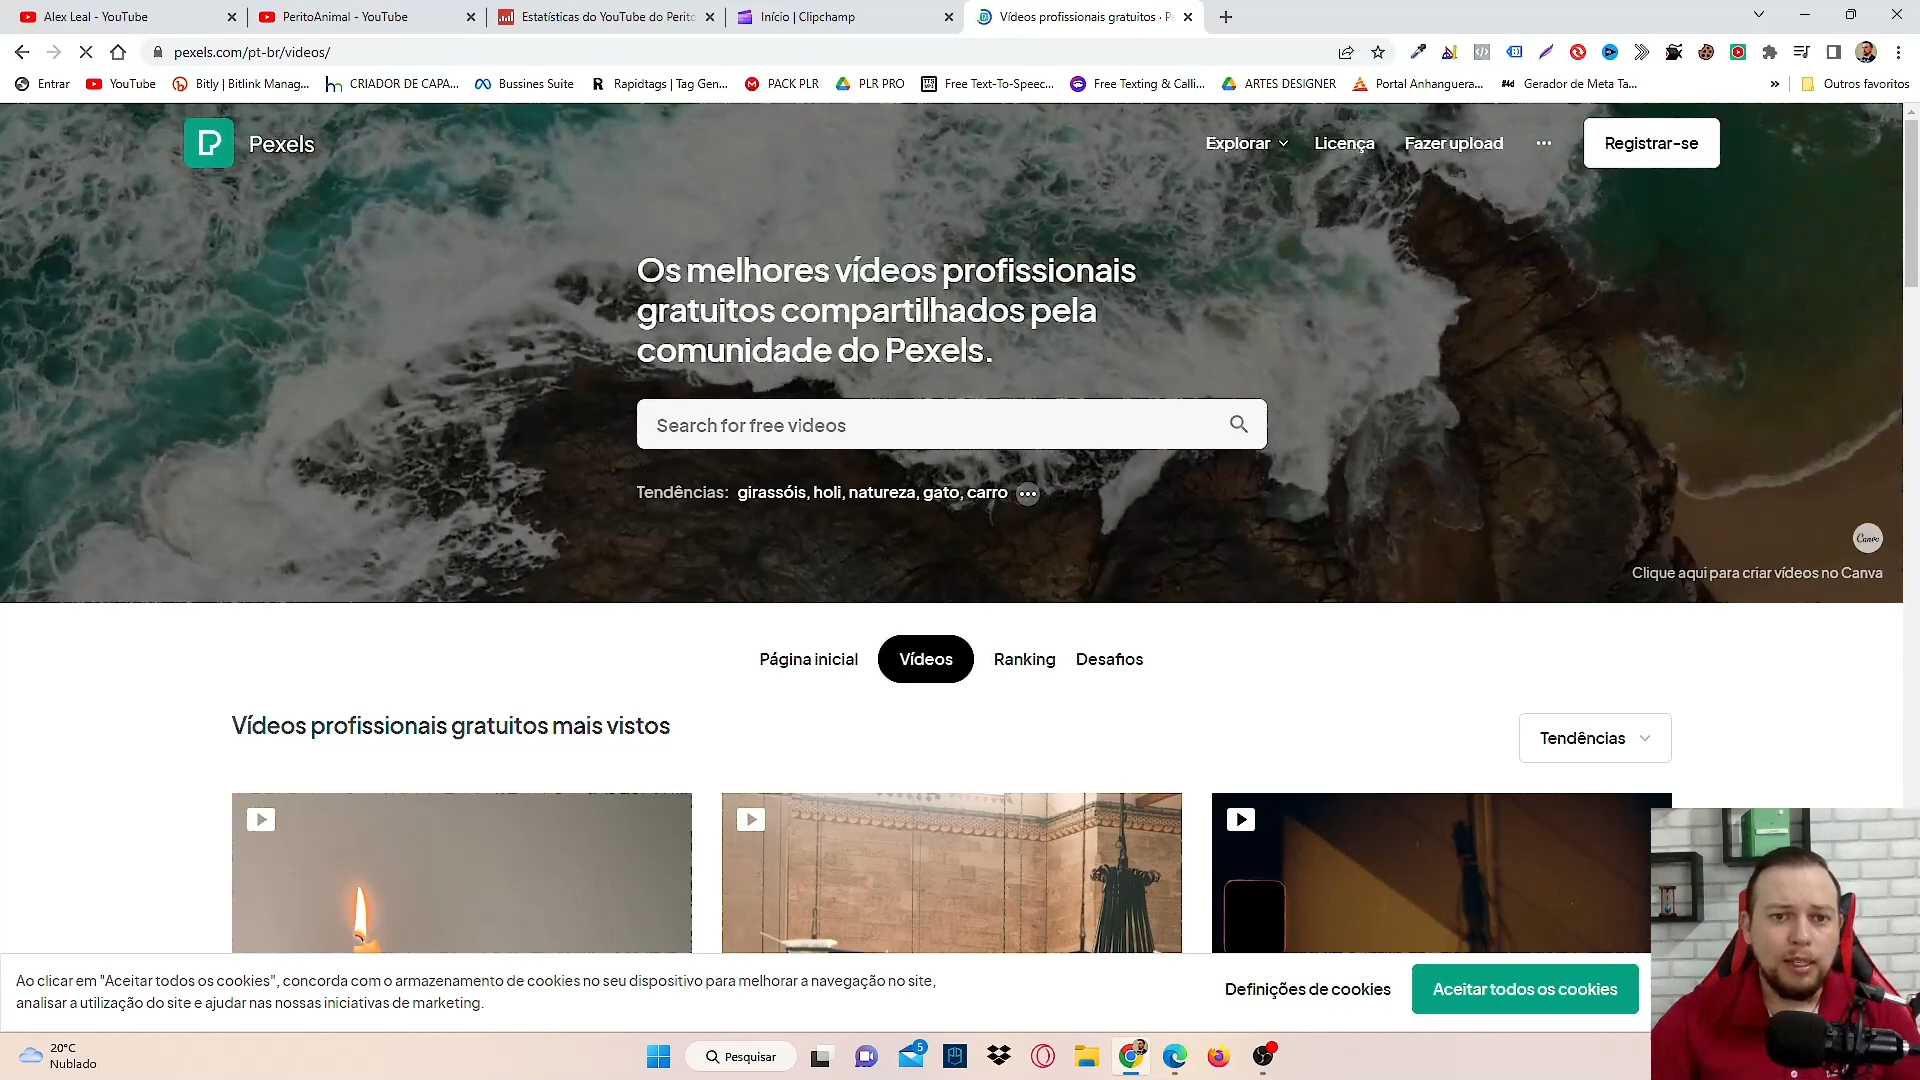 Alex Leal - YouTube
PeritoAnimal - YouTube
Estatísticas do YouTube do Perito
Início | Clipchamp
Vídeos profissionais gratuitos · Pe
pexels.com/pt-br/videos/
Entrar
YouTube
Bitly | Bitlink Manag...
CRIADOR DE CAPA...
Bussines Suite
Rapidtags | Tag Gen...
PACK PLR
PLR PRO
Free Text-To-Speec...
Free Texting & Calli...
ARTES DESIGNER
Portal Anhanguera...
Gerador de Meta Ta...
»
Outros favoritos
Pexels
Explorar
Licença
Fazer upload
Registrar-se
Os melhores vídeos profissionais
gratuitos compartilhados pela
comunidade do Pexels.
Search for free videos
Tendências: girassóis, holi, natureza, gato, carro
Canva
Clique aqui para criar vídeos no Canva
Página inicial
Vídeos
Ranking
Desafios
Vídeos profissionais gratuitos mais vistos
Tendências
Ao clicar em "Aceitar todos os cookies", concorda com o armazenamento de cookies no seu dispositivo para melhorar a navegação no site,
analisar a utilização do site e ajudar nas nossas iniciativas de marketing.
Definições de cookies
Aceitar todos os cookies
20°C
Nublado
Pesquisar
5